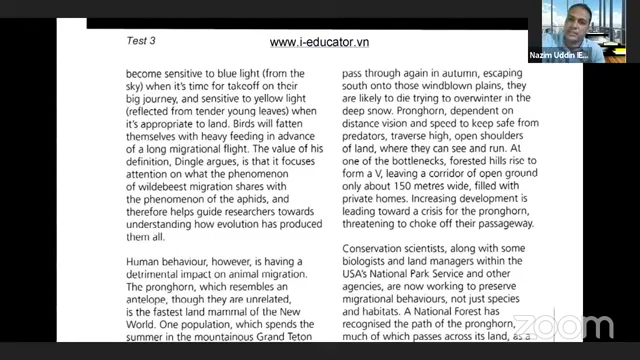 Test 3
www.i-educator.vn
become sensitive to blue light (from the
sky) when it's time for takeoff on their
big journey, and sensitive to yellow light
(reflected from tender young leaves) when
it's appropriate to land. Birds will fatten
themselves with heavy feeding in advance
of a long migrational flight. The value of his
definition, Dingle argues, is that it focuses
attention on what the phenomenon
of wildebeest migration shares with
the phenomenon of the aphids, and
therefore helps guide researchers towards
understanding how evolution has produced
them all.
Human behaviour, however, is having a
detrimental impact on animal migration.
The pronghorn, which resembles an
antelope, though they are unrelated,
is the fastest land mammal of the New
World. One population, which spends the
summer in the mountainous Grand Teton
pass through again in autumn, escaping
south onto those windblown plains, they
are likely to die trying to overwinter in the
deep snow. Pronghorn, dependent on
distance vision and speed to keep safe from
predators, traverse high, open shoulders
of land, where they can see and run. At
one of the bottlenecks, forested hills rise to
form a V, leaving a corridor of open ground
only about 150 metres wide, filled with
private homes. Increasing development is
leading toward a crisis for the pronghorn,
threatening to choke off their passageway.
Conservation scientists, along with some
biologists and land managers within the
USA's National Park Service and other
agencies, are now working to preserve
migrational behaviours, not just species
and habitats. A National Forest has
recognised the path of the pronghorn,
much of which passes across its land, as a
Nazim Uddin IE...
zoom